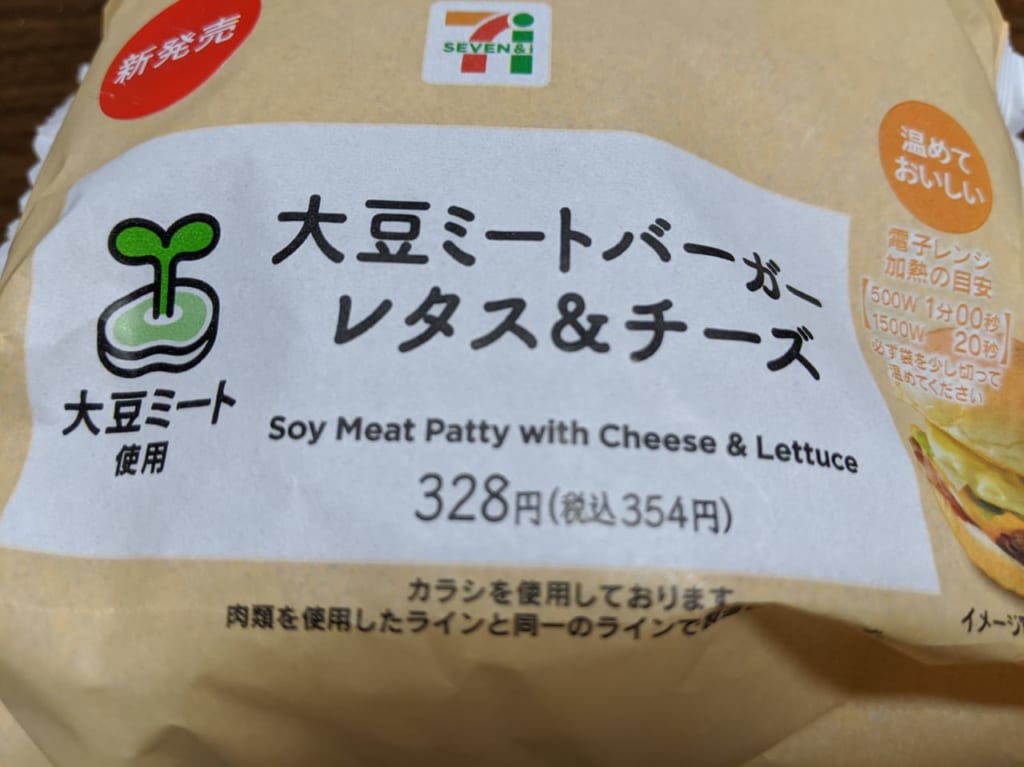 新発売
SEVEN&i
温めて
おいしい
電子レンジ
加熱の目安
500W 1分00秒
1500W 20秒
必ず袋を少し切って
温めてください
大豆ミートバーガー
レタス&チーズ
大豆ミート
使用
Soy Meat Patty with Cheese & Lettuce
328円(税込354円)
カラシを使用しております
肉類を使用したラインと同一のラインで
イメージ